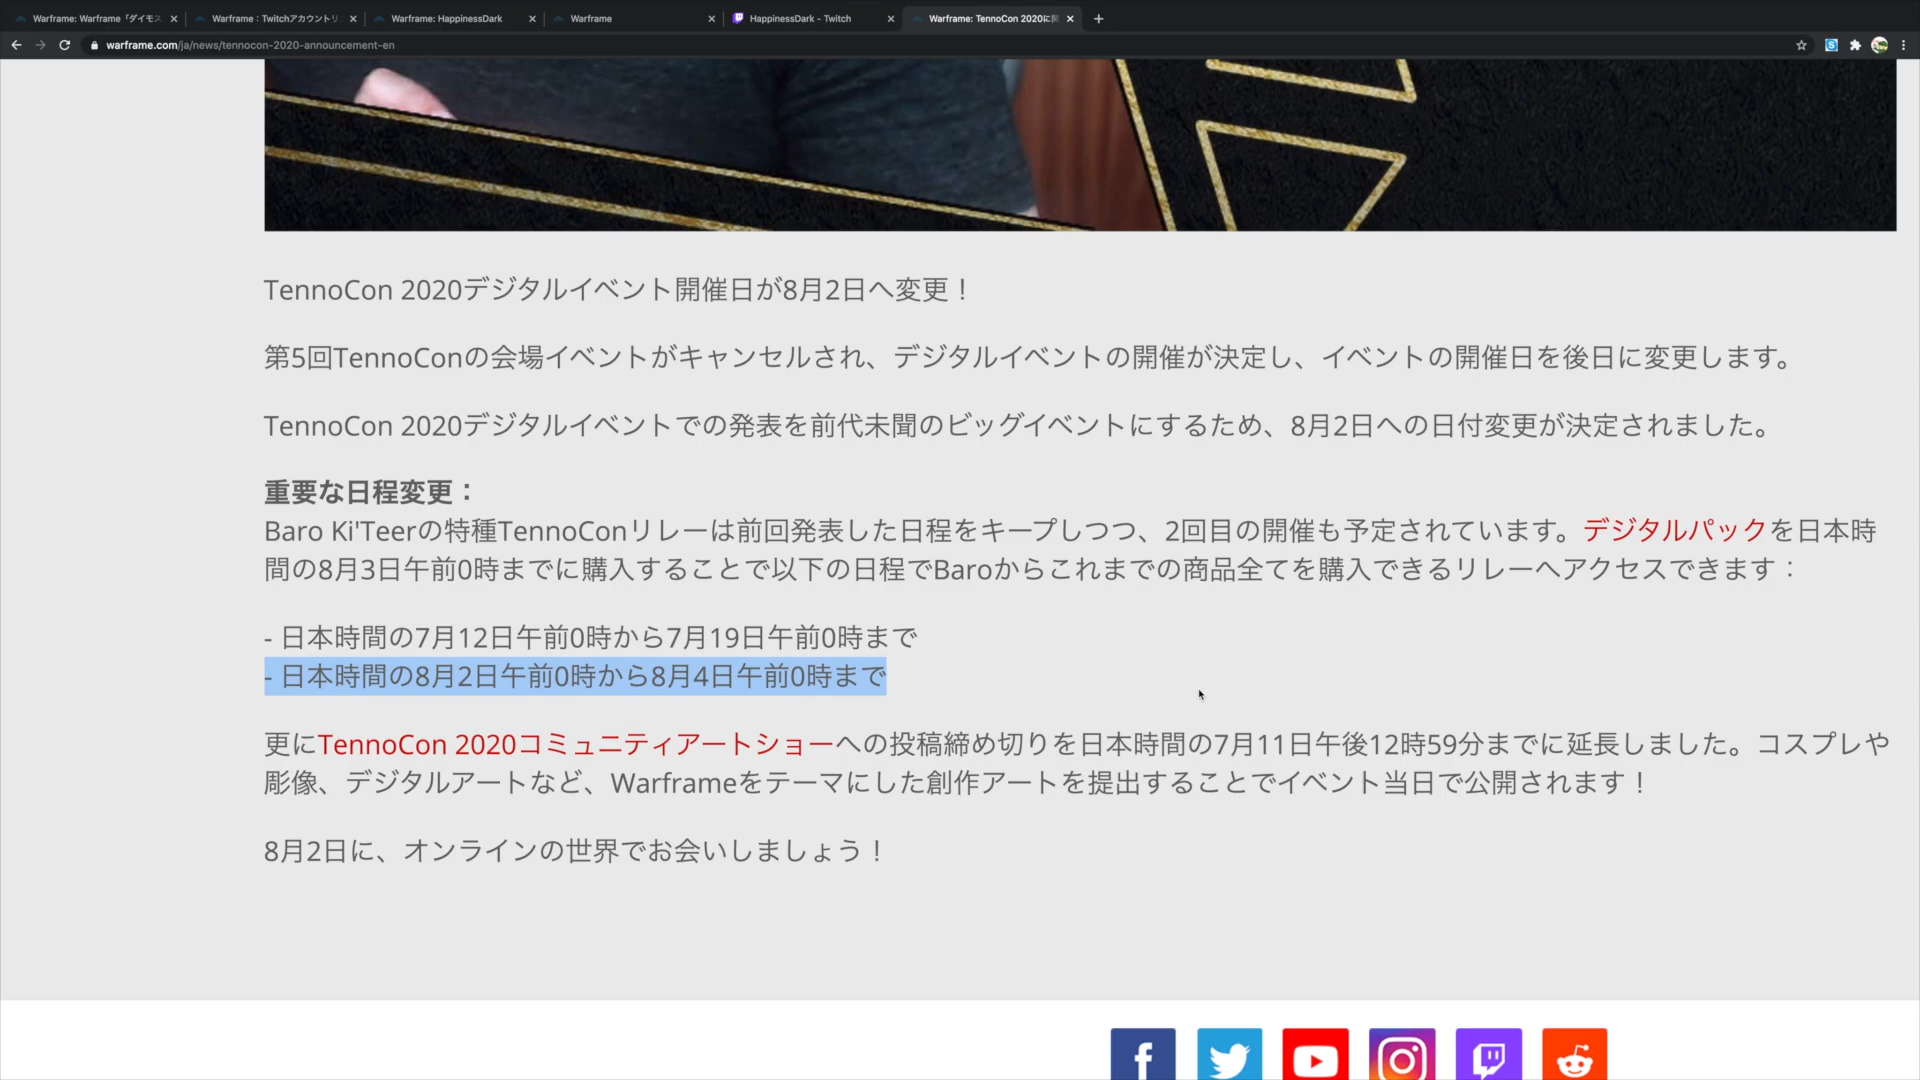 Warframe: Warframe「ダイモス
Warframe：Twitchアカウントリン
Warframe: HappinessDark
Warframe
HappinessDark - Twitch
Warframe: TennoCon 2020に関
warframe.com/ja/news/tennocon-2020-announcement-en
TennoCon 2020デジタルイベント開催日が8月2日へ変更！
第5回TennoConの会場イベントがキャンセルされ、デジタルイベントの開催が決定し、イベントの開催日を後日に変更します。
TennoCon 2020デジタルイベントでの発表を前代未聞のビッグイベントにするため、8月2日への日付変更が決定されました。
重要な日程変更：
Baro Ki'Teerの特種TennoConリレーは前回発表した日程をキープしつつ、2回目の開催も予定されています。デジタルパックを日本時
間の8月3日午前0時までに購入することで以下の日程でBaroからこれまでの商品全てを購入できるリレーへアクセスできます：
- 日本時間の7月12日午前0時から7月19日午前0時まで
- 日本時間の8月2日午前0時から8月4日午前0時まで
更にTennoCon 2020コミュニティアートショーへの投稿締め切りを日本時間の7月11日午後12時59分までに延長しました。コスプレや
彫像、デジタルアートなど、Warframeをテーマにした創作アートを提出することでイベント当日で公開されます！
8月2日に、オンラインの世界でお会いしましょう！